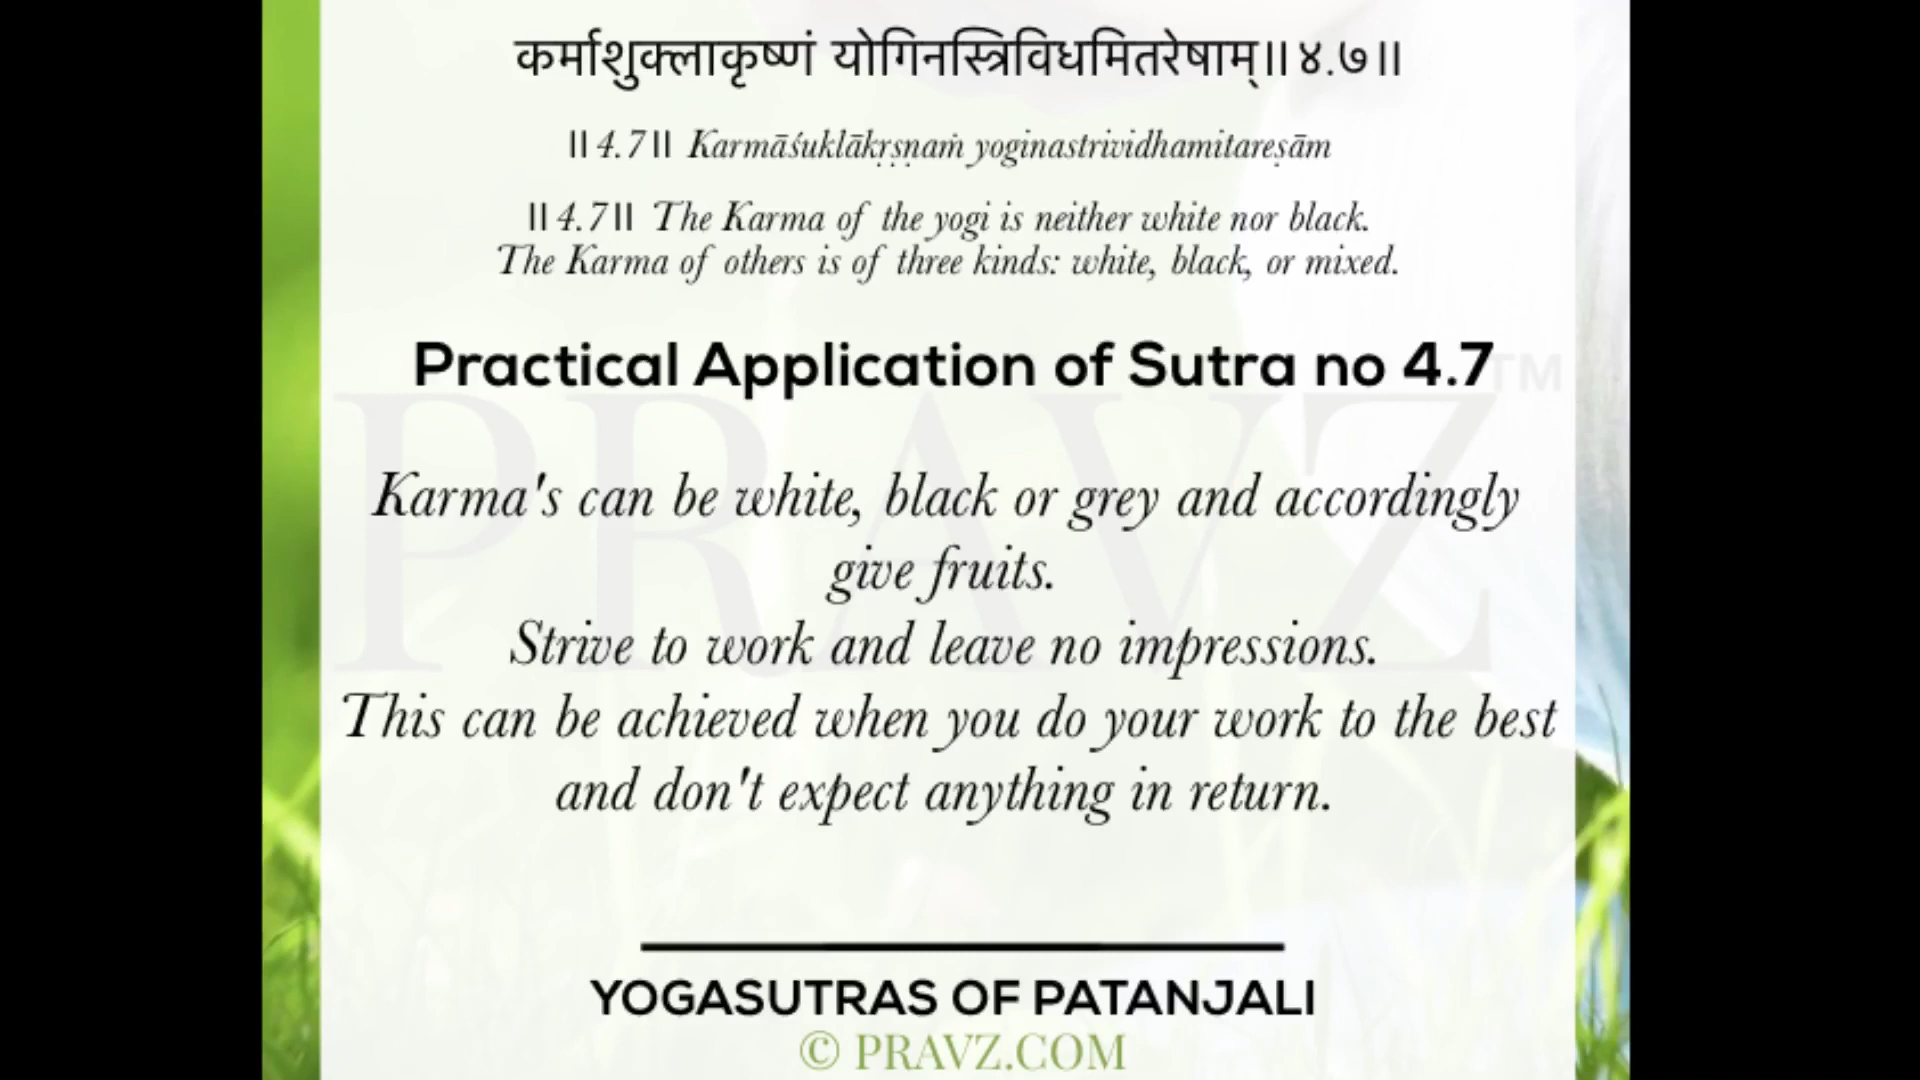 कर्माशुक्लाकृष्णं योगिनस्त्रिविधमितरेषाम्॥४.७॥
॥4.7॥ Karmāśuklākṛṣṇaṁ yoginastrividhamitareṣām
॥4.7॥ The Karma of the yogi is neither white nor black.
The Karma of others is of three kinds: white, black, or mixed.
Practical Application of Sutra no 4.7
PRAVZ™
Karma's can be white, black or grey and accordingly
give fruits.
Strive to work and leave no impressions.
This can be achieved when you do your work to the best
and don't expect anything in return.
YOGASUTRAS OF PATANJALI
© PRAVZ.COM